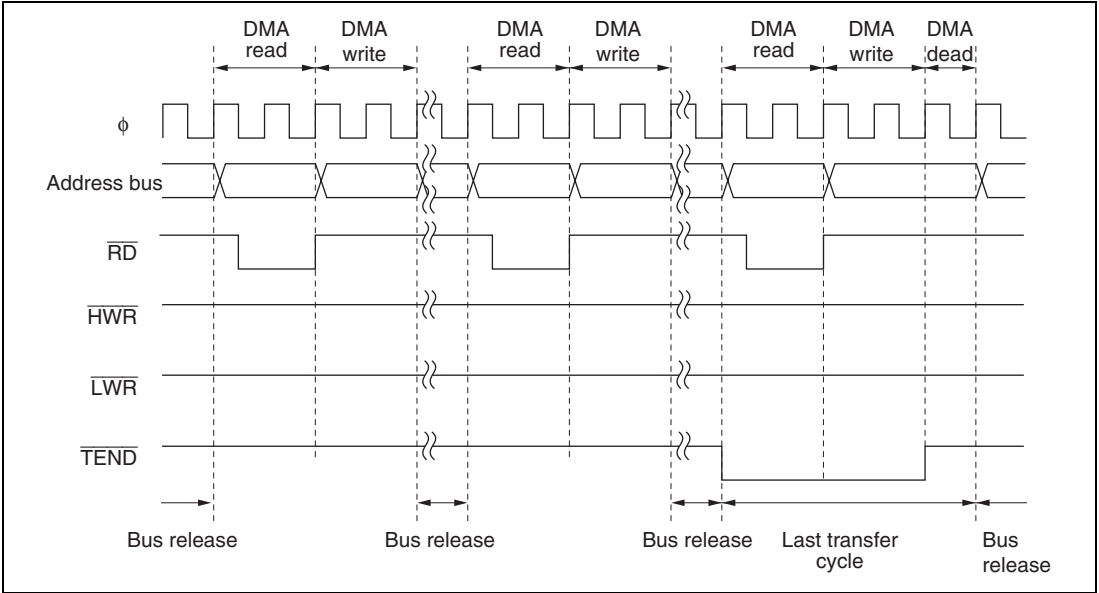 DMA read
DMA write
DMA read
DMA write
DMA read
DMA write
DMA dead
φ
Address bus
RD
HWR
LWR
TEND
Bus release
Bus release
Bus release
Last transfer cycle
Bus release